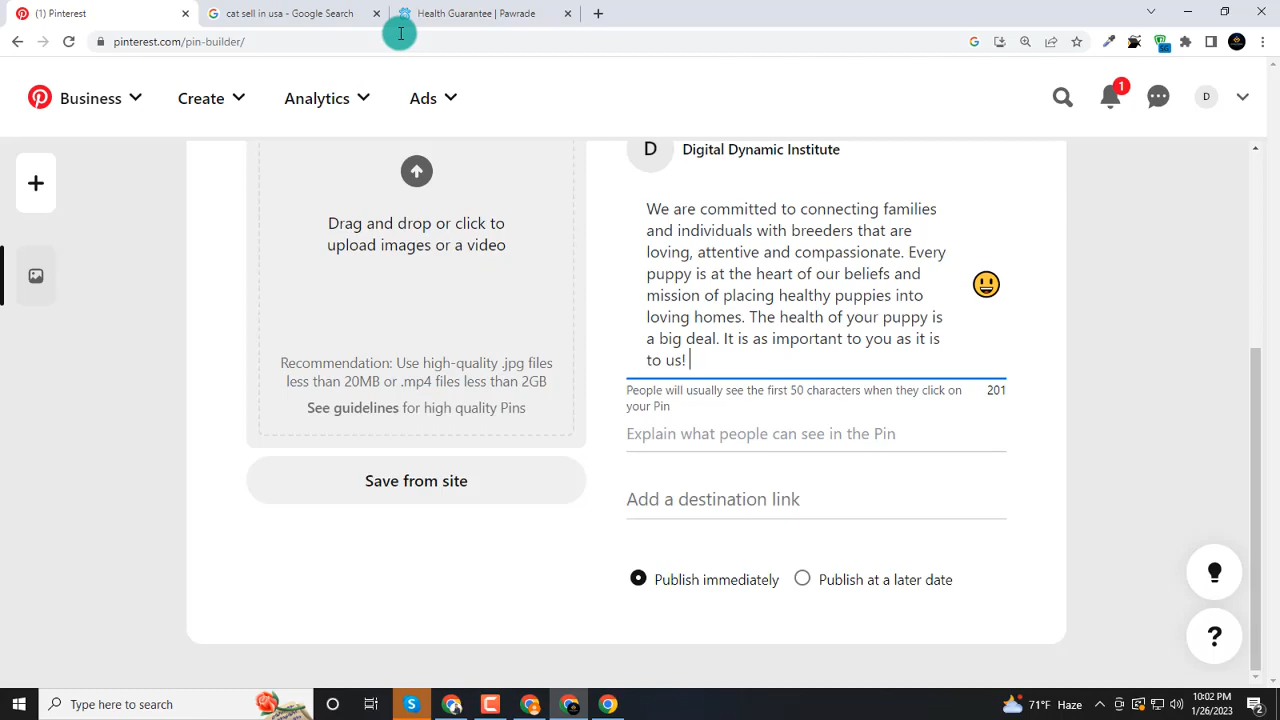 (1) Pinterest
cat sell in usa - Google Search
Health Guarantee | Pawrade
pinterest.com/pin-builder/
SG
Business
Create
Analytics
Ads
1
D
D
Digital Dynamic Institute
Drag and drop or click to
upload images or a video
Recommendation: Use high-quality .jpg files
less than 20MB or .mp4 files less than 2GB
See guidelines for high quality Pins
Save from site
We are committed to connecting families
and individuals with breeders that are
loving, attentive and compassionate. Every
puppy is at the heart of our beliefs and
mission of placing healthy puppies into
loving homes. The health of your puppy is
a big deal. It is as important to you as it is
to us!
People will usually see the first 50 characters when they click on
your Pin
201
Explain what people can see in the Pin
Add a destination link
Publish immediately
Publish at a later date
?
Type here to search
71°F Haze
10:02 PM
1/26/2023
2